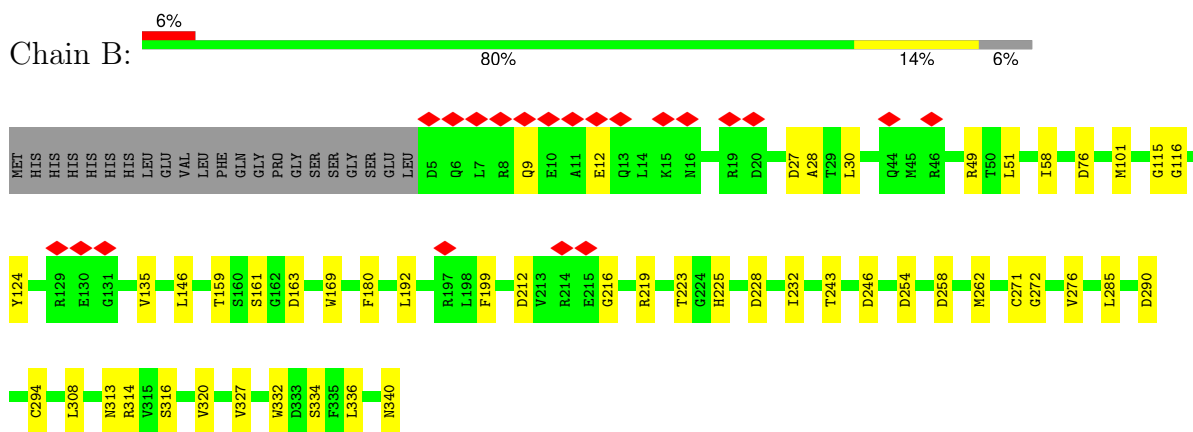 6%
Chain B:
80% 14% 6%
MET HIS HIS HIS HIS HIS HIS LEU GLU VAL LEU PHE GLN GLY PRO GLY SER SER GLY SER GLU LEU D5 Q6 L7 R8 Q9 E10 A11 E12 Q13 L14 K15 N16 R19 D20 D27 A28 T29 L30 Q44 M45 R46 R49 T50 L51 I58 D76 M101 G115 G116
Y124 R129 E130 G131 V135 L146 T159 S160 S161 G162 D163 W169 F180 L192 R197 L198 F199 D212 V213 R214 E215 G216 R219 T223 G224 H225 D228 I232 T243 D246 D254 D258 M262 C271 G272 V276 L285 D290
C294 L308 N313 R314 V315 S316 V320 V327 W332 D333 S334 F335 L336 N340